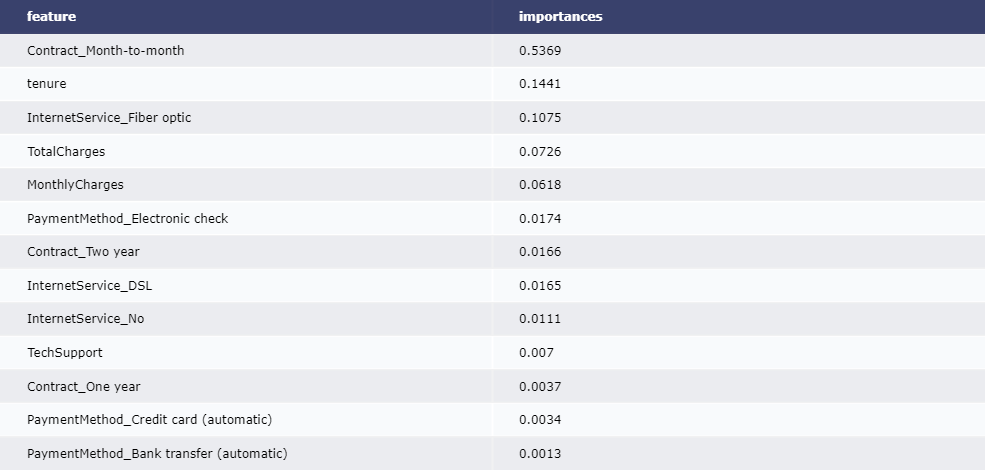 feature importances
Contract_Month-to-month 0.5369
tenure 0.1441
InternetService_Fiber optic 0.1075
TotalCharges 0.0726
MonthlyCharges 0.0618
PaymentMethod_Electronic check 0.0174
Contract_Two year 0.0166
InternetService_DSL 0.0165
InternetService_No 0.0111
TechSupport 0.007
Contract_One year 0.0037
PaymentMethod_Credit card (automatic) 0.0034
PaymentMethod_Bank transfer (automatic) 0.0013